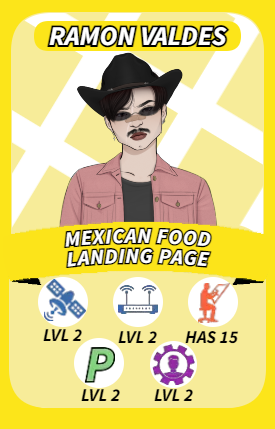 RAMON VALDES
MEXICAN FOOD
LANDING PAGE
LVL 2
LVL 2
HAS 15
P
LVL 2
LVL 2